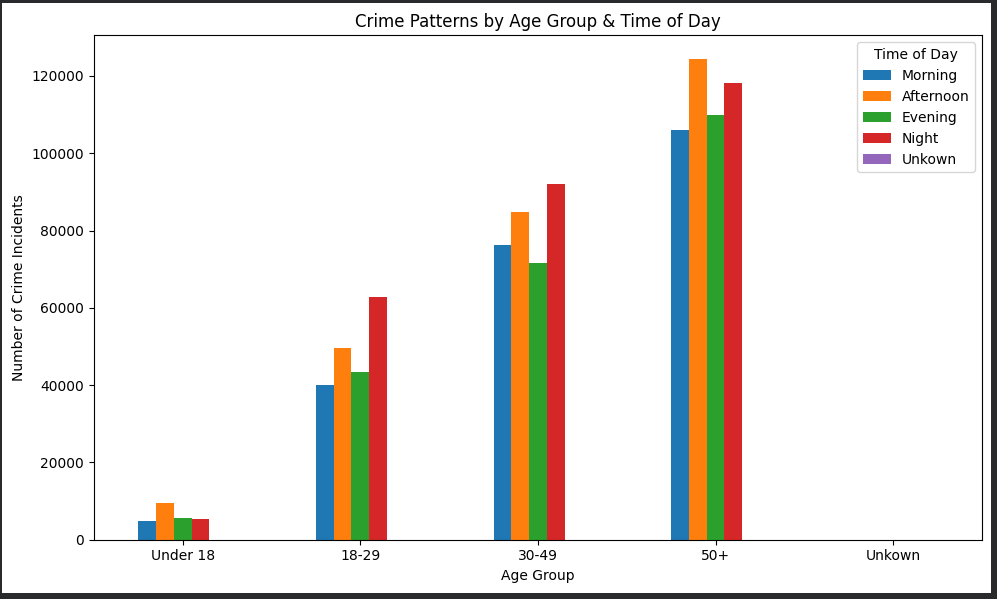 Crime Patterns by Age Group & Time of Day
Time of Day
Morning
Afternoon
Evening
Night
Unkown
Number of Crime Incidents
120000
100000
80000
60000
40000
20000
0
Under 18
18-29
30-49
50+
Unkown
Age Group